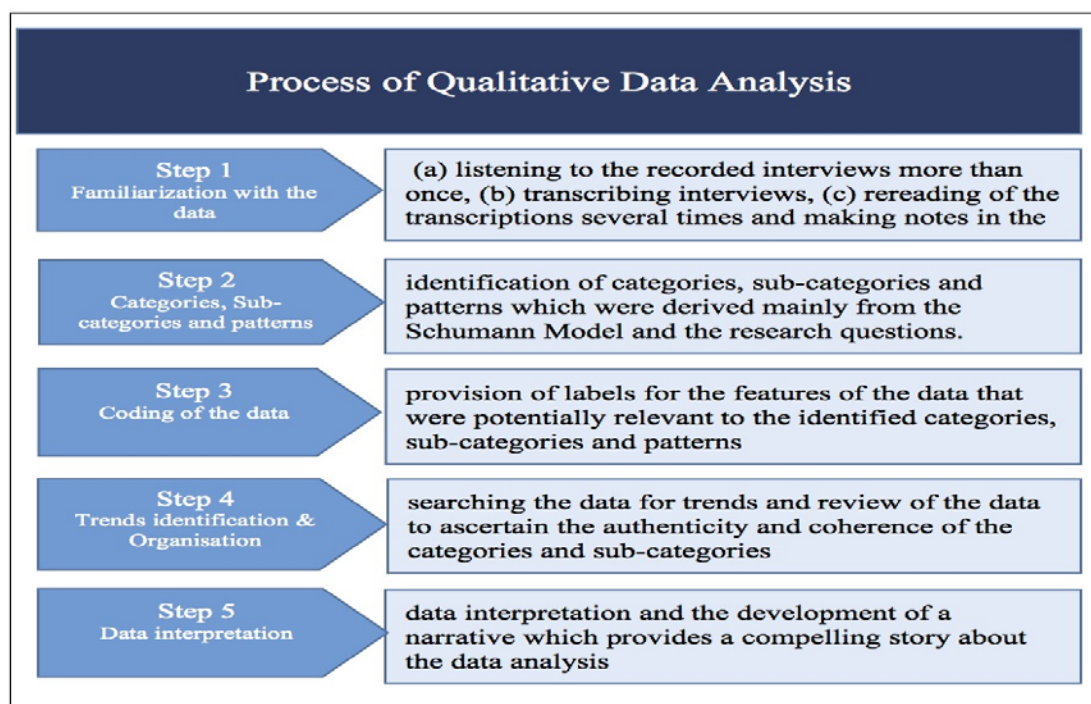 Process of Qualitative Data Analysis
Step 1
Familiarization with the
data
(a) listening to the recorded interviews more than
once, (b) transcribing interviews, (c) rereading of the
transcriptions several times and making notes in the
Step 2
Categories, Sub-
categories and patterns
identification of categories, sub-categories and
patterns which were derived mainly from the
Schumann Model and the research questions.
Step 3
Coding of the data
provision of labels for the features of the data that
were potentially relevant to the identified categories,
sub-categories and patterns
Step 4
Trends identification &
Organisation
searching the data for trends and review of the data
to ascertain the authenticity and coherence of the
categories and sub-categories
Step 5
Data interpretation
data interpretation and the development of a
narrative which provides a compelling story about
the data analysis